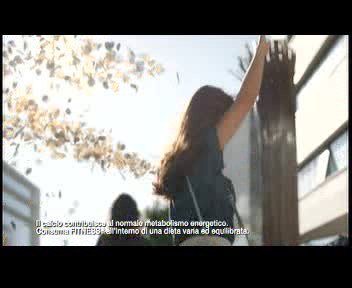 Il calcio contribuisce al normale metabolismo energetico.
Consuma FITNESS® all'interno di una dieta varia ed equilibrata.